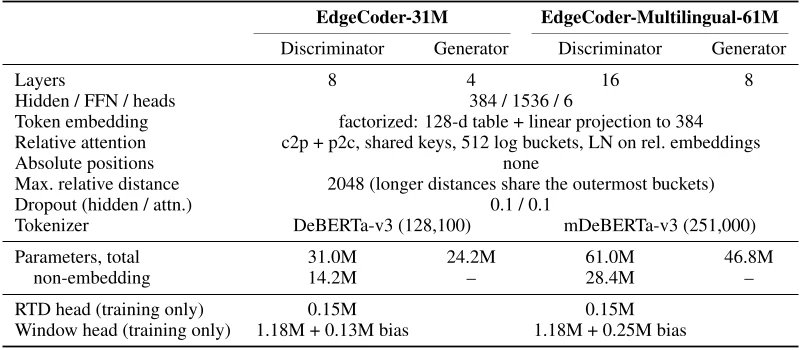 EdgeCoder-31M EdgeCoder-Multilingual-61M
Discriminator Generator Discriminator Generator
Layers 8 4 16 8
Hidden / FFN / heads 384 / 1536 / 6
Token embedding factorized: 128-d table + linear projection to 384
Relative attention c2p + p2c, shared keys, 512 log buckets, LN on rel. embeddings
Absolute positions none
Max. relative distance 2048 (longer distances share the outermost buckets)
Dropout (hidden / attn.) 0.1 / 0.1
Tokenizer DeBERTa-v3 (128,100) mDeBERTa-v3 (251,000)
Parameters, total 31.0M 24.2M 61.0M 46.8M
non-embedding 14.2M – 28.4M –
RTD head (training only) 0.15M 0.15M
Window head (training only) 1.18M + 0.13M bias 1.18M + 0.25M bias